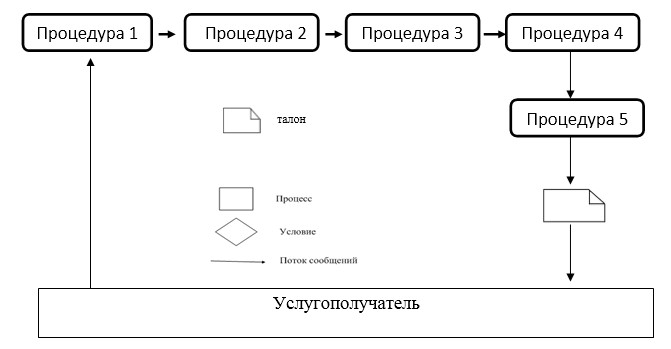 Процедура 1 Процедура 2 Процедура 3 Процедура 4
Процедура 5
талон
Процесс
Условие
Поток сообщений
Услугополучатель